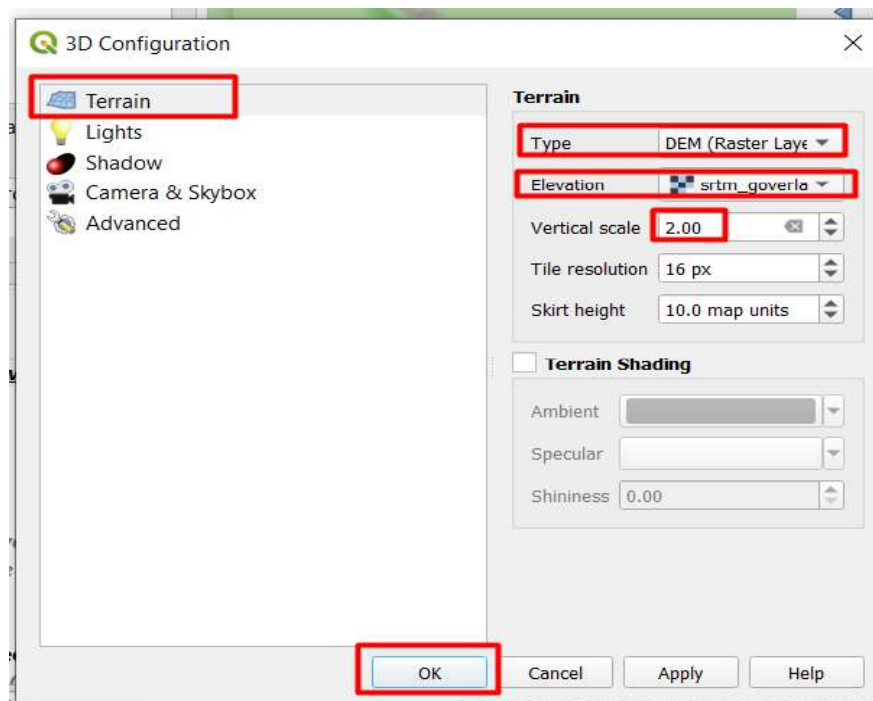 3D Configuration
Terrain
Lights
Shadow
Camera & Skybox
Advanced
Terrain
Type DEM (Raster Laye
Elevation srtm_goverla
Vertical scale 2.00
Tile resolution 16 px
Skirt height 10.0 map units
Terrain Shading
Ambient
Specular
Shininess 0.00
OK Cancel Apply Help